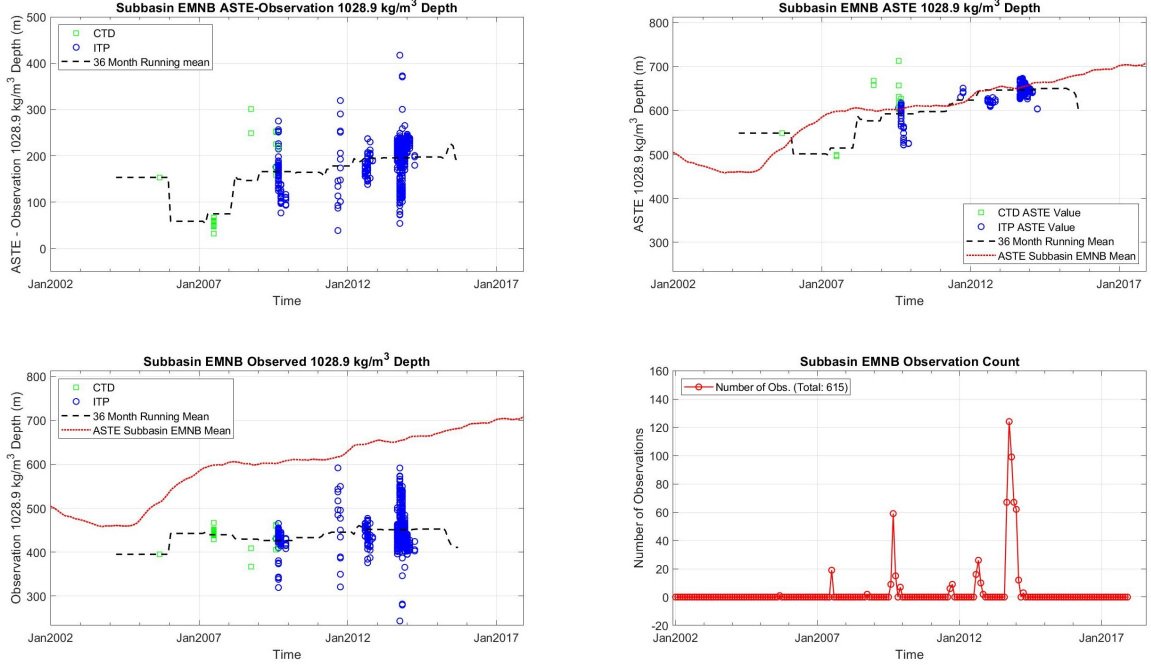 Subbasin EMNB ASTE-Observation 1028.9 kg/m³ Depth
ASTE - Observation 1028.9 kg/m³ Depth (m)
500
400
300
200
100
0
CTD
ITP
36 Month Running mean
Jan2002
Jan2007
Jan2012
Jan2017
Time
Subbasin EMNB ASTE 1028.9 kg/m³ Depth
ASTE 1028.9 kg/m³ Depth (m)
800
700
600
500
400
300
CTD ASTE Value
ITP ASTE Value
36 Month Running Mean
ASTE Subbasin EMNB Mean
Jan2002
Jan2007
Jan2012
Jan2017
Time
Subbasin EMNB Observed 1028.9 kg/m³ Depth
Observation 1028.9 kg/m³ Depth (m)
800
700
600
500
400
300
CTD
ITP
36 Month Running Mean
ASTE Subbasin EMNB Mean
Jan2002
Jan2007
Jan2012
Jan2017
Time
Subbasin EMNB Observation Count
Number of Observations
160
140
120
100
80
60
40
20
0
-20
Number of Obs. (Total: 615)
Jan2002
Jan2007
Jan2012
Jan2017
Time